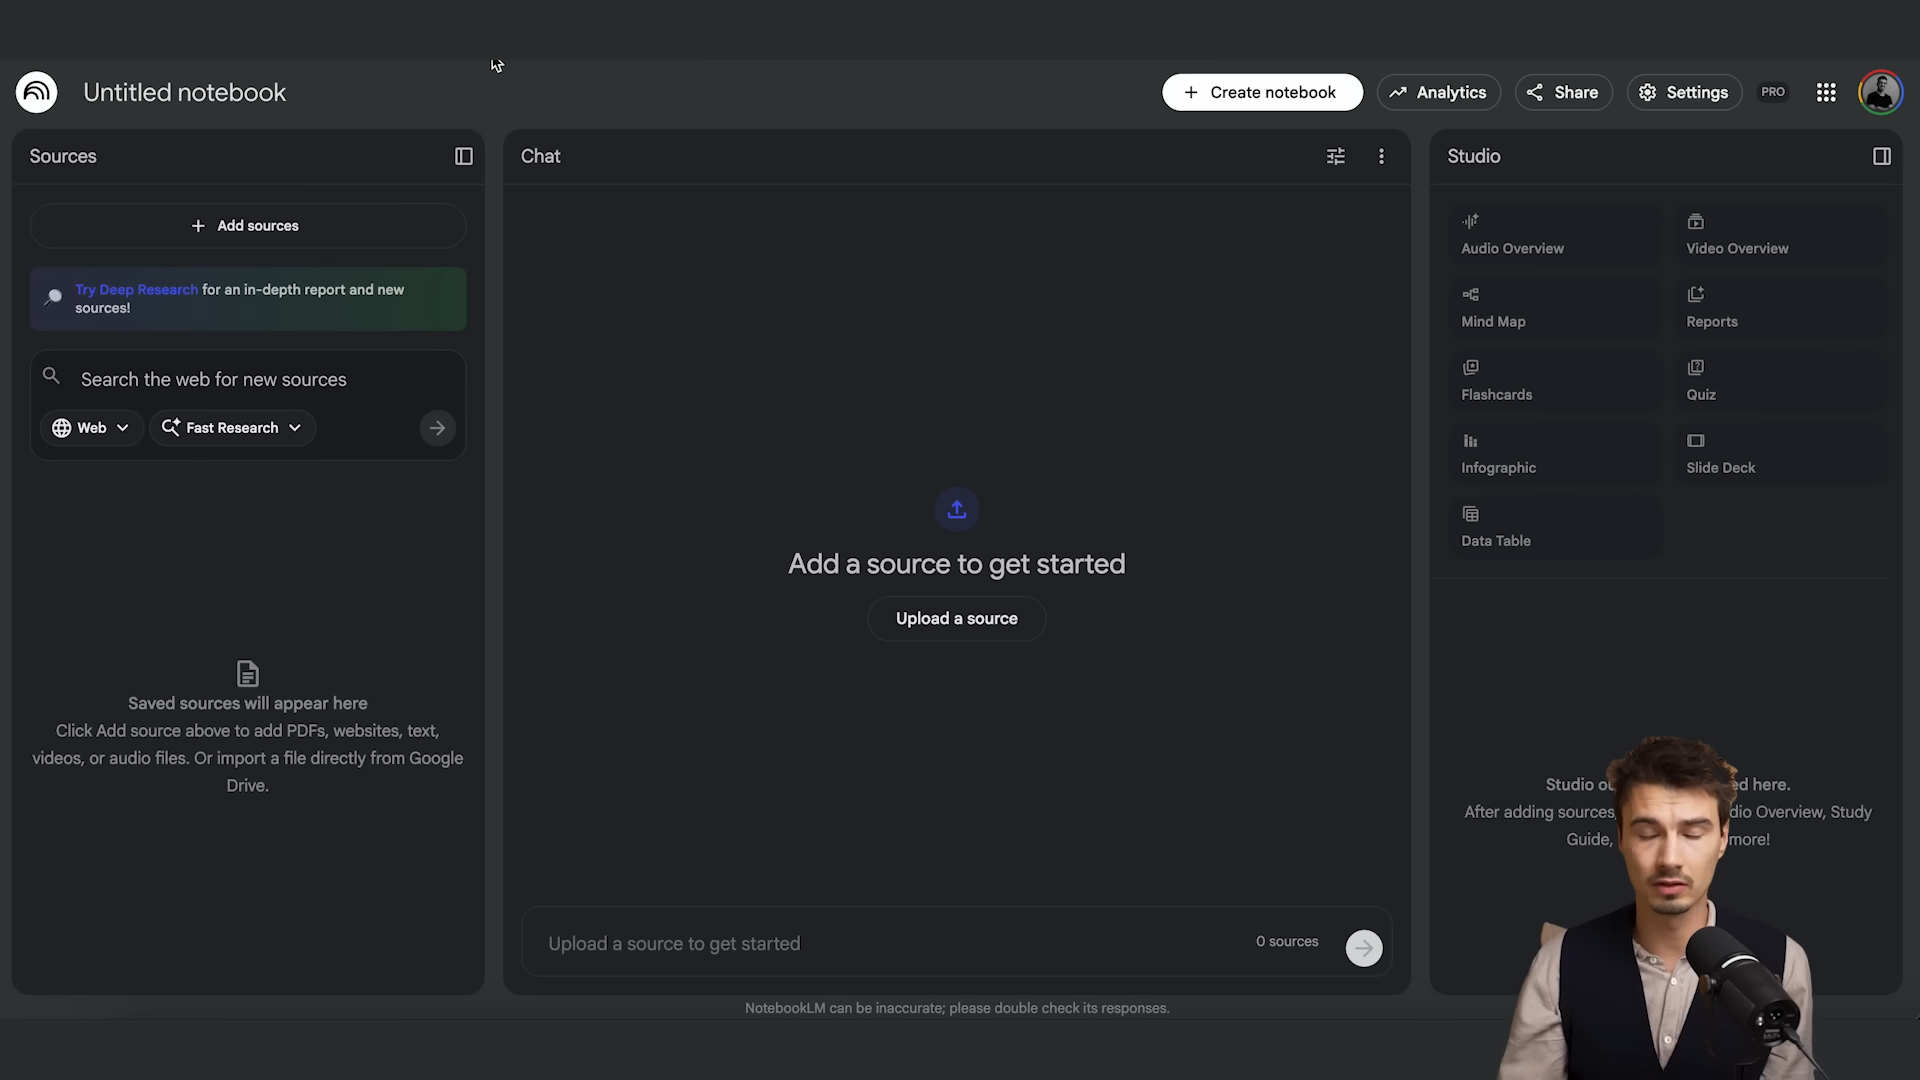 Untitled notebook
Create notebook
Analytics
Share
Settings
PRO
Sources
Add sources
Try Deep Research for an in-depth report and new
sources!
Search the web for new sources
Web
Fast Research
Saved sources will appear here
Click Add source above to add PDFs, websites, text,
videos, or audio files. Or import a file directly from Google
Drive.
Chat
Add a source to get started
Upload a source
Upload a source to get started
0 sources
NotebookLM can be inaccurate; please double check its responses.
Studio
Audio Overview
Video Overview
Mind Map
Reports
Flashcards
Quiz
Infographic
Slide Deck
Data Table
Studio here.
After adding sources, Overview, Study
Guide, more!